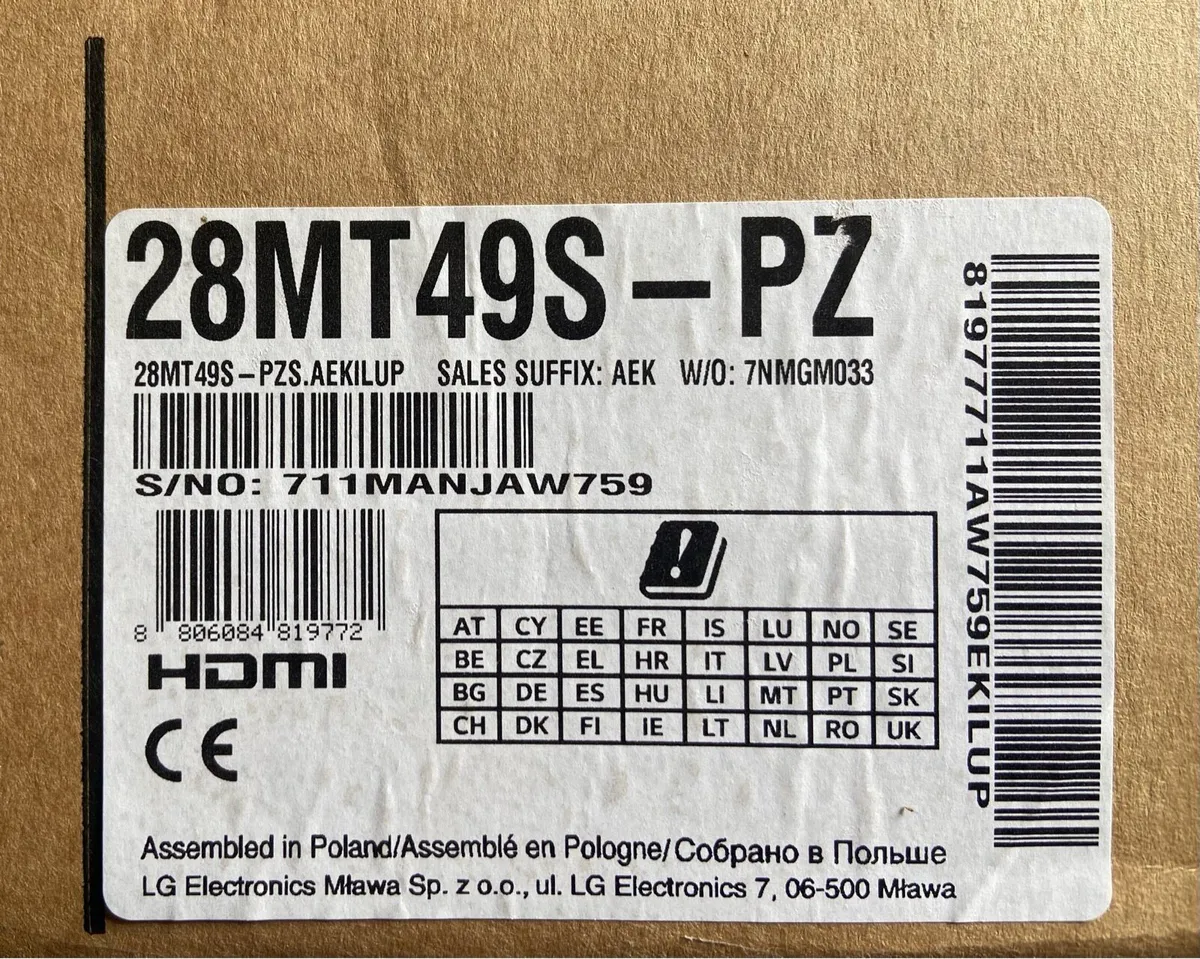 28MT49S-PZ
28MT49S-PZS.AEKILUP SALES SUFFIX: AEK W/O: 7NMGM033
S/NO: 711MANJAW759
8 806084 819772
HDMI
CE
AT CY EE FR IS LU NO SE
BE CZ EL HR IT LV PL SI
BG DE ES HU LI MT PT SK
CH DK FI IE LT NL RO UK
8197771 1AW759EKILUP
Assembled in Poland/Assemblé en Pologne/Собрано в Польше
LG Electronics Mława Sp. z o.o., ul. LG Electronics 7, 06-500 Mława